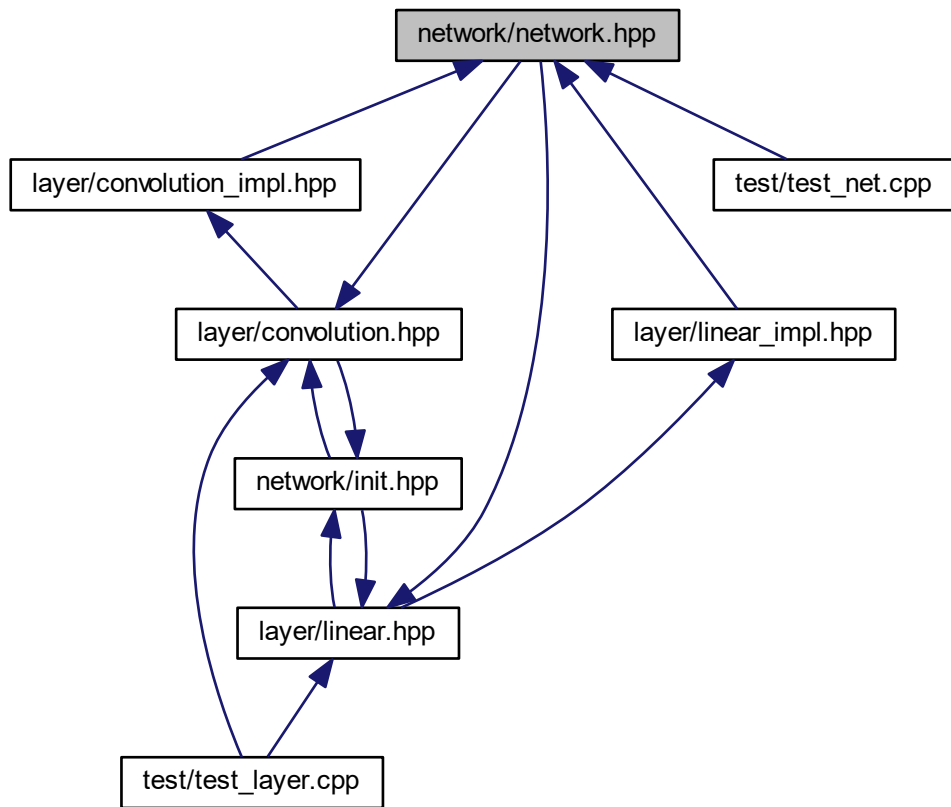 network/network.hpp
layer/convolution_impl.hpp
test/test_net.cpp
layer/convolution.hpp
layer/linear_impl.hpp
network/init.hpp
layer/linear.hpp
test/test_layer.cpp